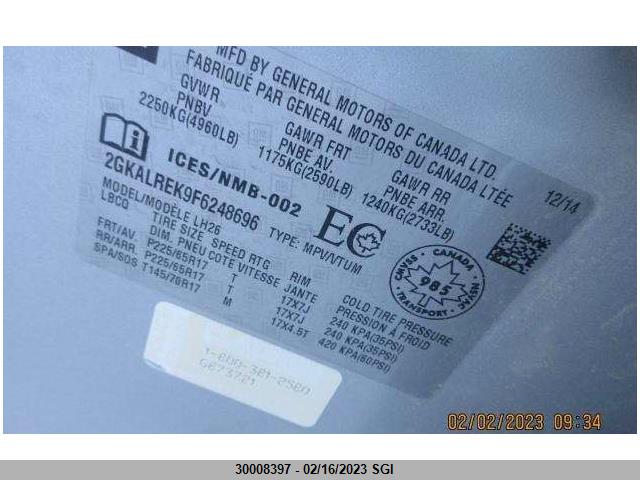 MFD BY GENERAL MOTORS OF CANADA LTD.
FABRIQUÉ PAR GENERAL MOTORS DU CANADA LTÉE
12/14
GVWR
PNBV
2250KG(4960LB)
GAWR FRT
PNBE AV.
1175KG(2590LB)
GAWR RR
PNBE ARR.
1240KG(2733LB)
ICES/NMB-002
2GKALREK9F6248696
TYPE: MPV/VTUM
EC
MODEL/MODÈLE LH26
LBCQ
TIRE SIZE SPEED RTG RIM
DIM. PNEU COTE VITESSE JANTE
FRT/AV. P225/65R17 T 17X7J
RR/ARR. P225/65R17 T 17X7J
SPA/SOS T145/70R17 M 17X4.5T
COLD TIRE PRESSURE
PRESSION À FROID
240 KPA(35PSI)
240 KPA(35PSI)
420 KPA(60PSI)
CANADA
CMVSS
NSVAC
985
TRANSPORT
02/02/2023 09:34
30008397 - 02/16/2023 SGI